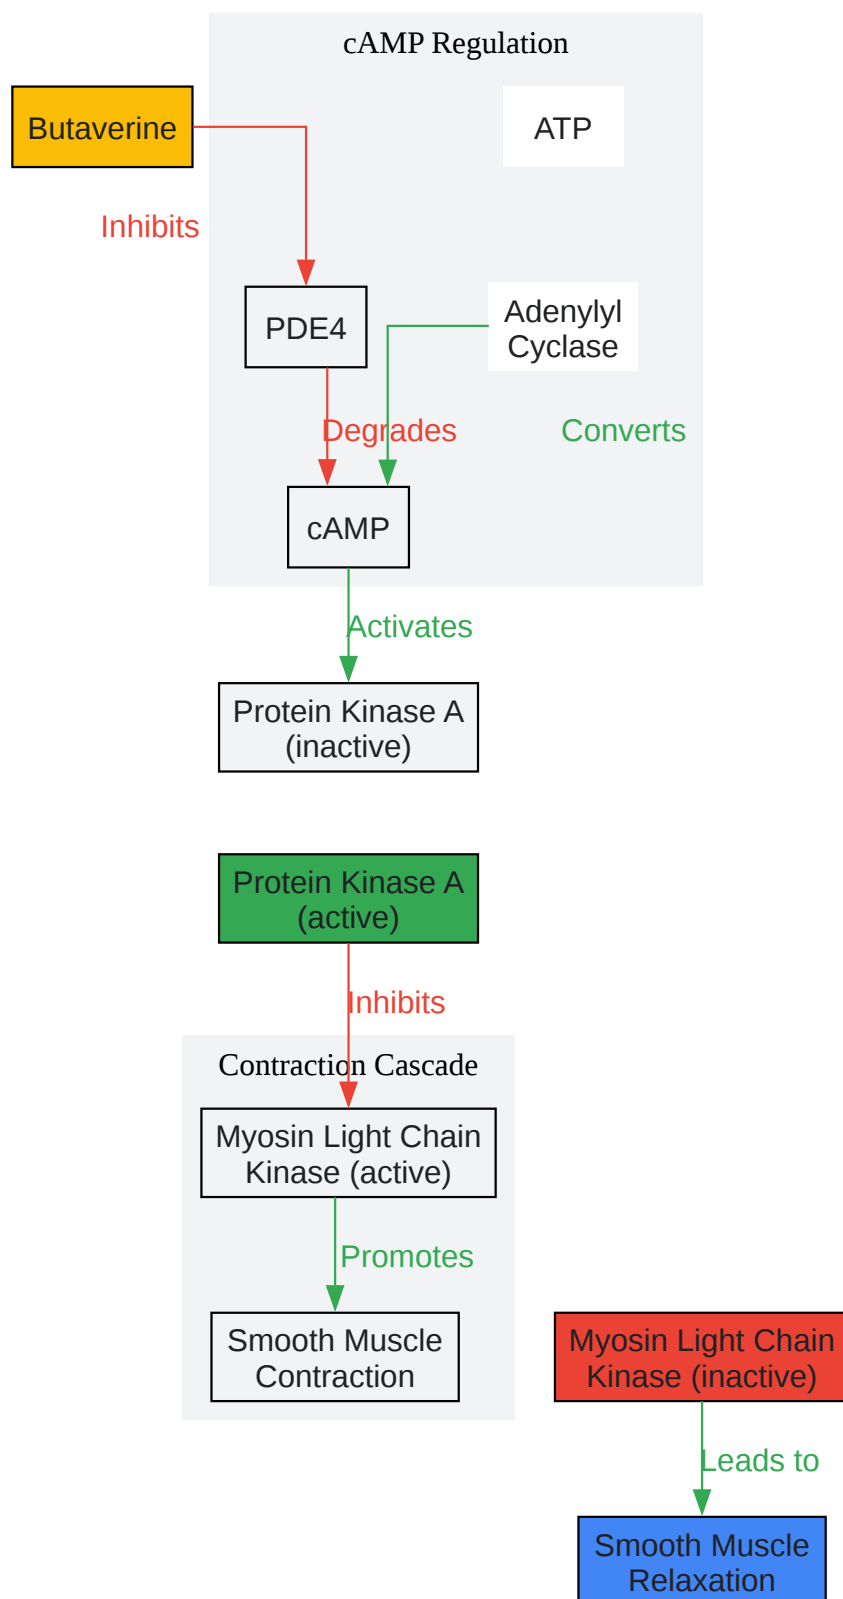 cAMP Regulation
Butaverine
ATP
Inhibits
PDE4
Adenylyl
Cyclase
Degrades
Converts
cAMP
Activates
Protein Kinase A
(inactive)
Protein Kinase A
(active)
Inhibits
Contraction Cascade
Myosin Light Chain
Kinase (active)
Promotes
Smooth Muscle
Contraction
Myosin Light Chain
Kinase (inactive)
Leads to
Smooth Muscle
Relaxation